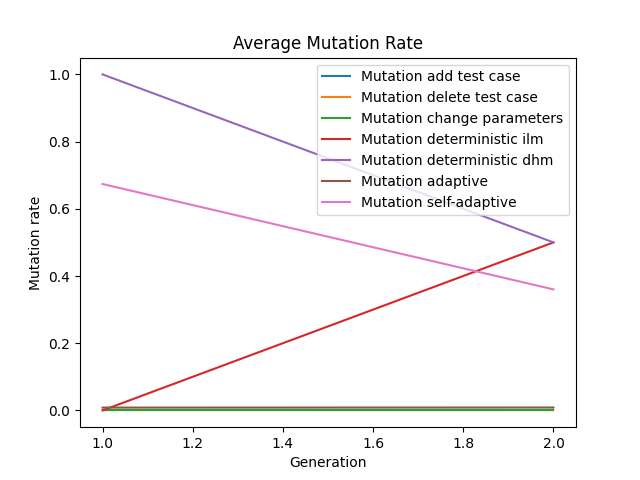 Average Mutation Rate
Mutation rate
1.0
0.8
0.6
0.4
0.2
0.0
Mutation add test case
Mutation delete test case
Mutation change parameters
Mutation deterministic ilm
Mutation deterministic dhm
Mutation adaptive
Mutation self-adaptive
1.0 1.2 1.4 1.6 1.8 2.0
Generation